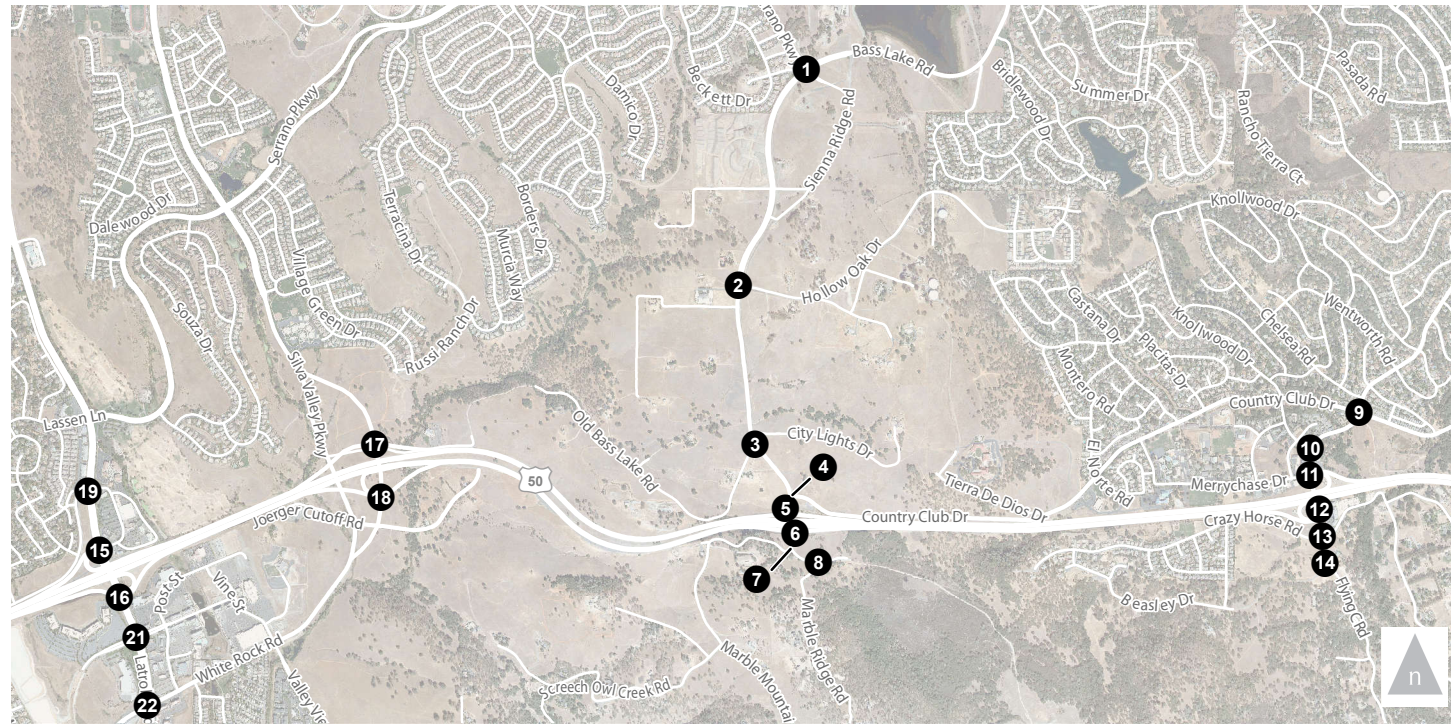 rano Pkwy
1
Bass Lake Rd
Serrano Pkwy
Damico Dr
Beckett Dr
Sienna Ridge Rd
Bridlewood Dr
Summer Dr
Pasada Rd
Rancho Tierra Ct
Dalewood Dr
Terracina Dr
Borders Dr
Murcia Way
Knollwood Dr
Village Green Dr
2
Hollow Oak Dr
Souza Dr
Russi Ranch Dr
Castana Dr
Knollwood Dr
Chelsea Rd
Wentworth Rd
Placitas Dr
Silva Valley Pkwy
Montero Rd
Lassen Ln
Country Club Dr
9
17
3
City Lights Dr
10
Old Bass Lake Rd
4
El Norte Rd
11
19
18
50
Tierra De Dios Dr
Merrychase Dr
5
Country Club Dr
12
Joerger Cutoff Rd
Crazy Horse Rd
6
13
15
7
8
14
16
Post St
Vine St
Marble Ridge Rd
Beasley Dr
Flying C Rd
21
Latro
White Rock Rd
Marble Mountai
Valley Vie
Screech Owl Creek Rd
22
n